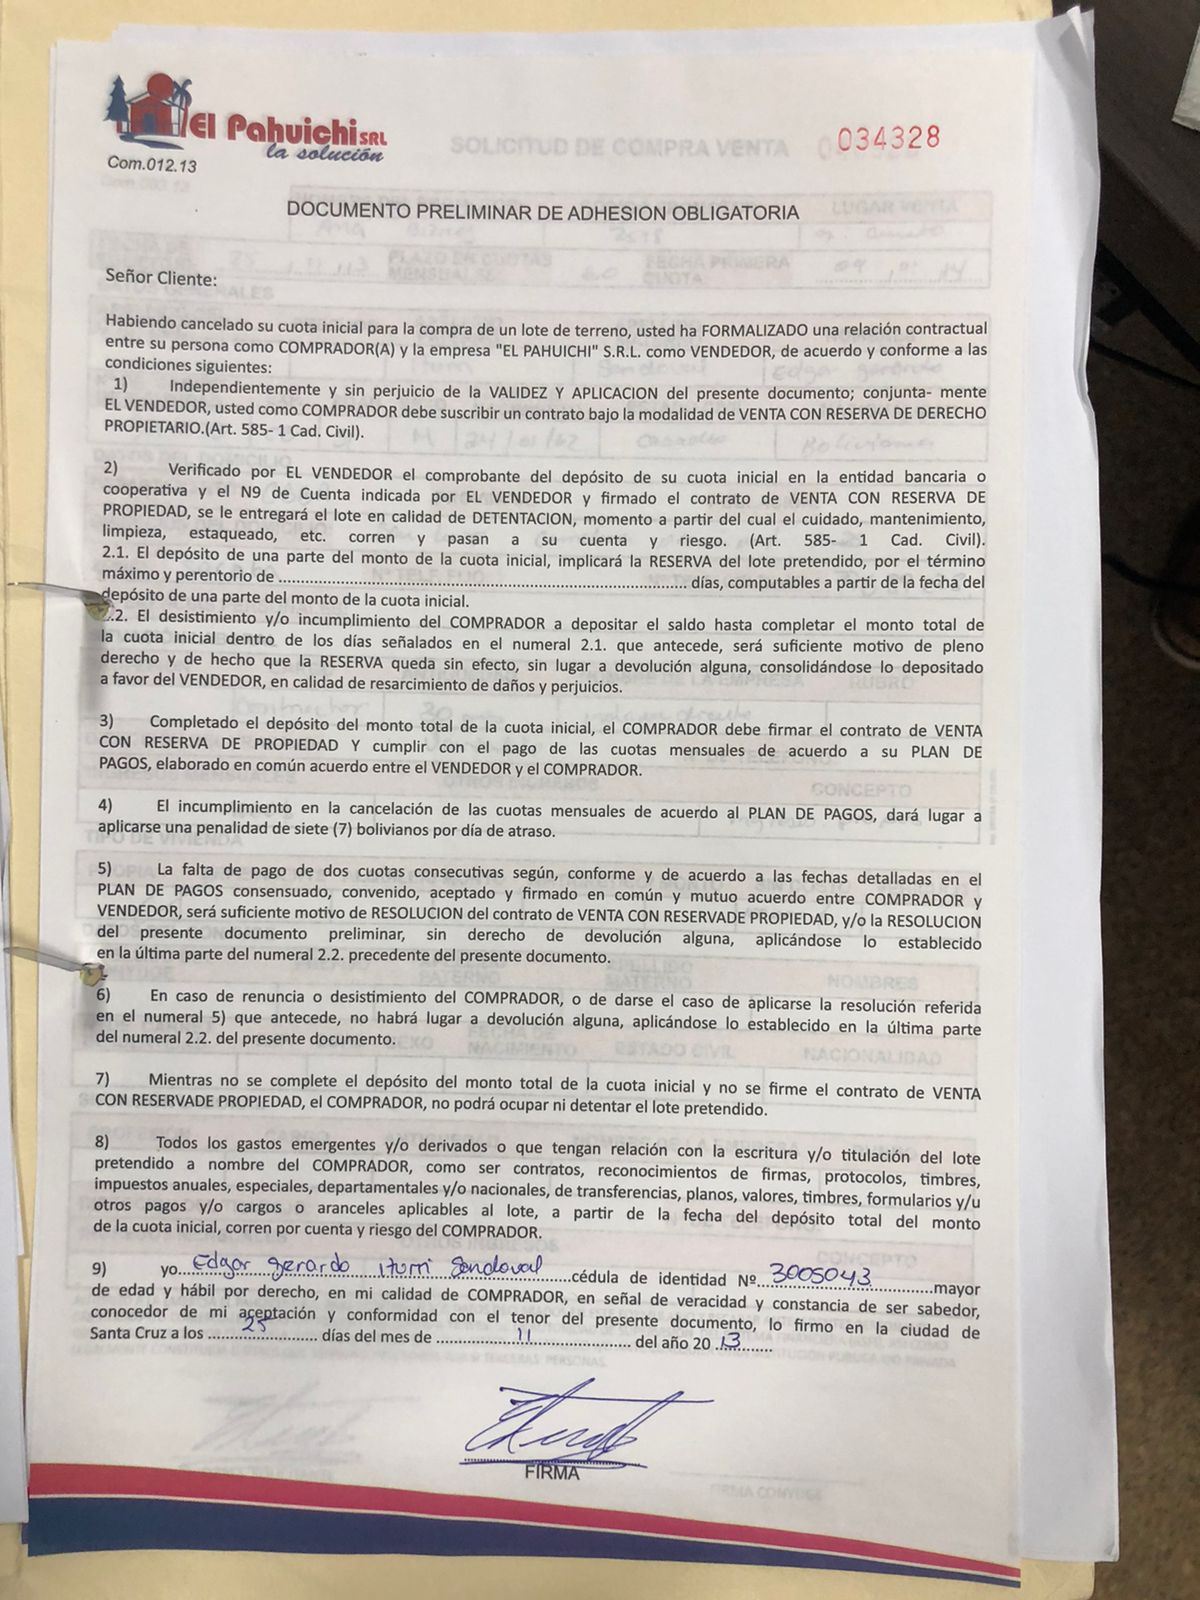 El Pahuichi SRL
la solución
Com.012.13
SOLICITUD DE COMPRA VENTA
034328
DOCUMENTO PRELIMINAR DE ADHESION OBLIGATORIA
Señor Cliente:
Habiendo cancelado su cuota inicial para la compra de un lote de terreno, usted ha FORMALIZADO una relación contractual
entre su persona como COMPRADOR(A) y la empresa "EL PAHUICHI" S.R.L. como VENDEDOR, de acuerdo y conforme a las
condiciones siguientes:
1) Independientemente y sin perjuicio de la VALIDEZ Y APLICACION del presente documento; conjunta- mente
EL VENDEDOR, usted como COMPRADOR debe suscribir un contrato bajo la modalidad de VENTA CON RESERVA DE DERECHO
PROPIETARIO.(Art. 585- 1 Cad. Civil).
2) Verificado por EL VENDEDOR el comprobante del depósito de su cuota inicial en la entidad bancaria o
cooperativa y el N9 de Cuenta indicada por EL VENDEDOR y firmado el contrato de VENTA CON RESERVA DE
PROPIEDAD, se le entregará el lote en calidad de DETENTACION, momento a partir del cual el cuidado, mantenimiento,
limpieza, estaqueado, etc. corren y pasan a su cuenta y riesgo. (Art. 585- 1 Cad. Civil).
2.1. El depósito de una parte del monto de la cuota inicial, implicará la RESERVA del lote pretendido, por el término
máximo y perentorio de ........................................ días, computables a partir de la fecha del
depósito de una parte del monto de la cuota inicial.
2.2. El desistimiento y/o incumplimiento del COMPRADOR a depositar el saldo hasta completar el monto total de
la cuota inicial dentro de los días señalados en el numeral 2.1. que antecede, será suficiente motivo de pleno
derecho y de hecho que la RESERVA queda sin efecto, sin lugar a devolución alguna, consolidándose lo depositado
a favor del VENDEDOR, en calidad de resarcimiento de daños y perjuicios.
3) Completado el depósito del monto total de la cuota inicial, el COMPRADOR debe firmar el contrato de VENTA
CON RESERVA DE PROPIEDAD Y cumplir con el pago de las cuotas mensuales de acuerdo a su PLAN DE
PAGOS, elaborado en común acuerdo entre el VENDEDOR y el COMPRADOR.
4) El incumplimiento en la cancelación de las cuotas mensuales de acuerdo al PLAN DE PAGOS, dará lugar a
aplicarse una penalidad de siete (7) bolivianos por día de atraso.
5) La falta de pago de dos cuotas consecutivas según, conforme y de acuerdo a las fechas detalladas en el
PLAN DE PAGOS consensuado, convenido, aceptado y firmado en común y mutuo acuerdo entre COMPRADOR y
VENDEDOR, será suficiente motivo de RESOLUCION del contrato de VENTA CON RESERVADE PROPIEDAD, y/o la RESOLUCION
del presente documento preliminar, sin derecho de devolución alguna, aplicándose lo establecido
en la última parte del numeral 2.2. precedente del presente documento.
6) En caso de renuncia o desistimiento del COMPRADOR, o de darse el caso de aplicarse la resolución referida
en el numeral 5) que antecede, no habrá lugar a devolución alguna, aplicándose lo establecido en la última parte
del numeral 2.2. del presente documento.
7) Mientras no se complete el depósito del monto total de la cuota inicial y no se firme el contrato de VENTA
CON RESERVADE PROPIEDAD, el COMPRADOR, no podrá ocupar ni detentar el lote pretendido.
8) Todos los gastos emergentes y/o derivados o que tengan relación con la escritura y/o titulación del lote
pretendido a nombre del COMPRADOR, como ser contratos, reconocimientos de firmas, protocolos, timbres,
impuestos anuales, especiales, departamentales y/o nacionales, de transferencias, planos, valores, timbres, formularios y/u
otros pagos y/o cargos o aranceles aplicables al lote, a partir de la fecha del depósito total del monto
de la cuota inicial, corren por cuenta y riesgo del COMPRADOR.
9) yo Edgar Gerardo Iturri Sandoval cédula de identidad Nº 3005043 mayor
de edad y hábil por derecho, en mi calidad de COMPRADOR, en señal de veracidad y constancia de ser sabedor,
conocedor de mi aceptación y conformidad con el tenor del presente documento, lo firmo en la ciudad de
Santa Cruz a los 25 días del mes de 11 del año 20 13
FIRMA